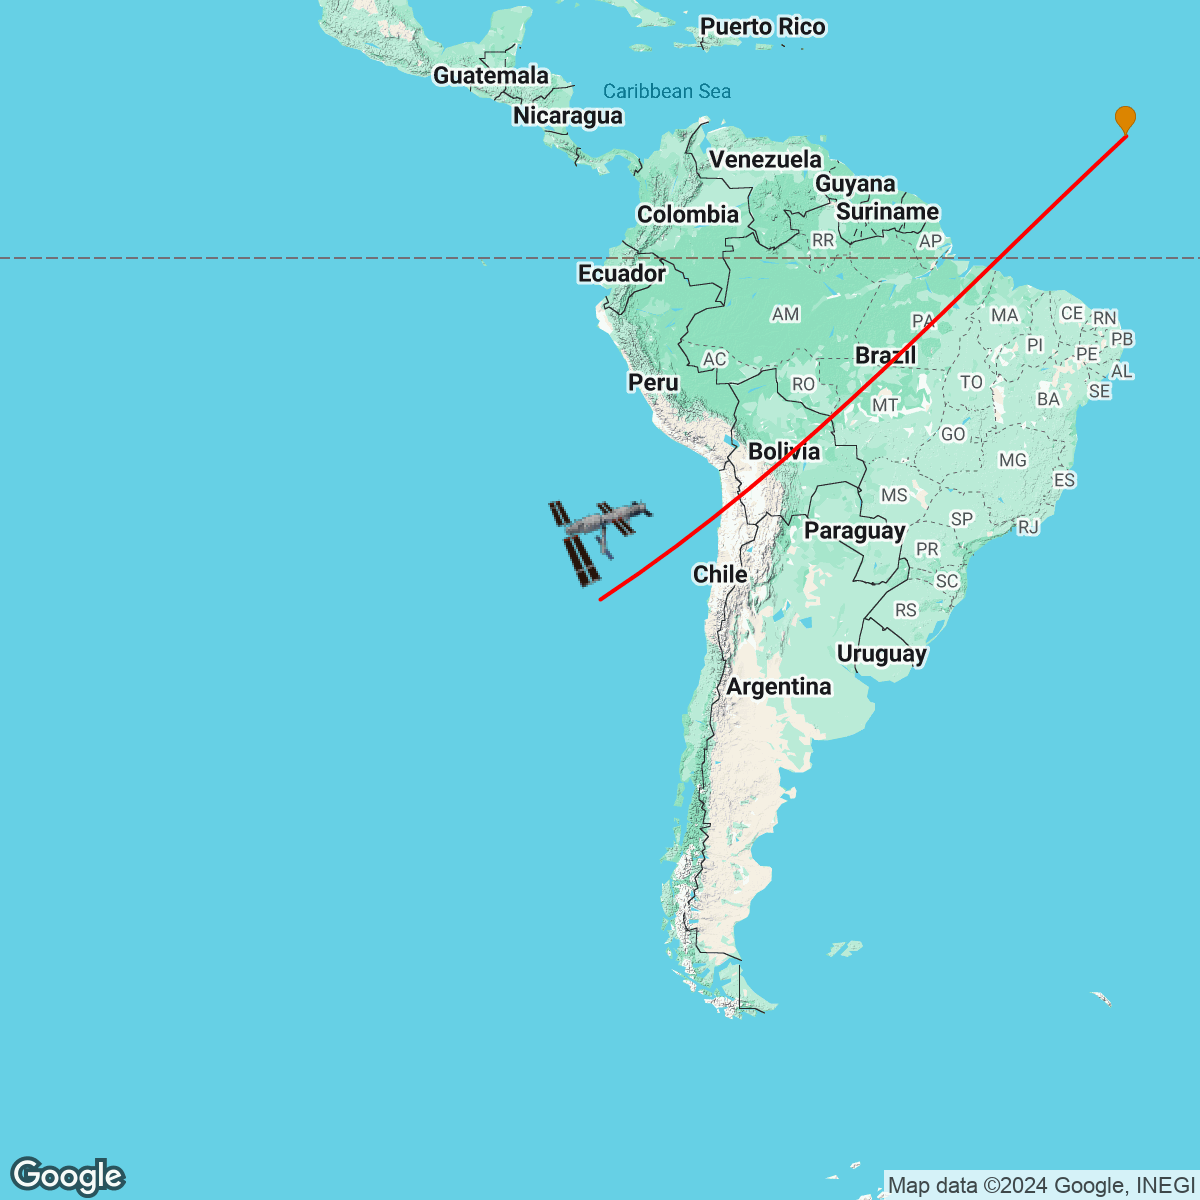 Puerto Rico
Guatemala
Caribbean Sea
Nicaragua
Venezuela
Guyana
Colombia
Suriname
RR
AP
Ecuador
AM
PA
MA
CE
RN
PI
PB
PE
AC
Brazil
AL
Peru
RO
TO
SE
MT
BA
GO
Bolivia
MG
ES
MS
SP
RJ
Paraguay
PR
Chile
SC
RS
Uruguay
Argentina
Google
Map data ©2024 Google, INEGI